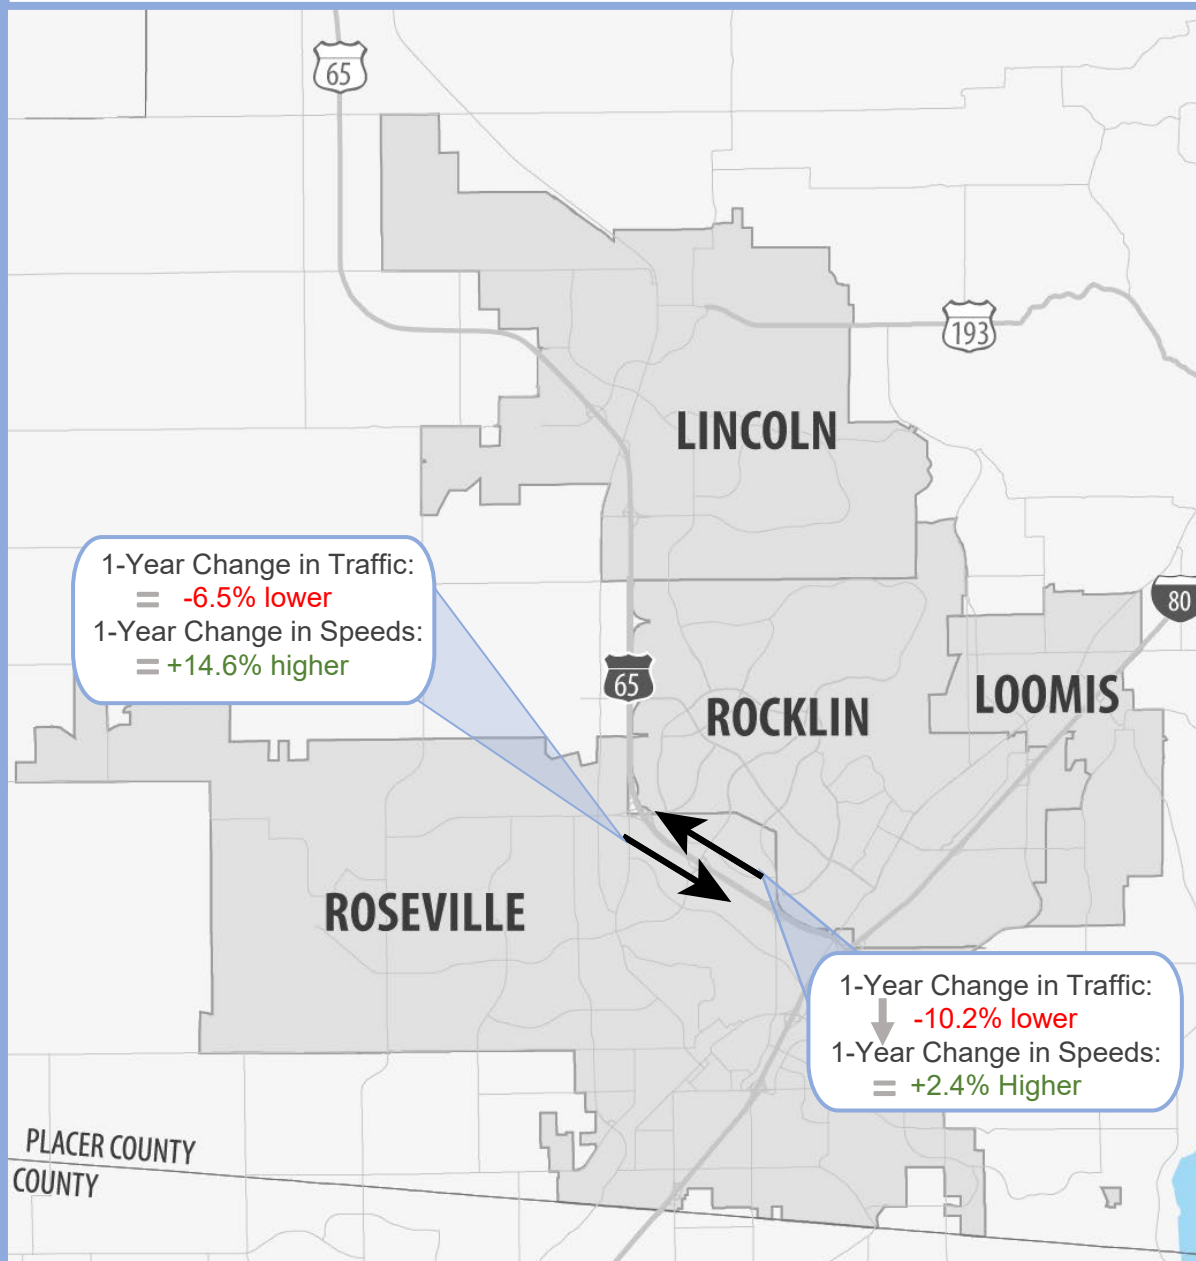 65
193
LINCOLN
1-Year Change in Traffic:
= -6.5% lower
1-Year Change in Speeds:
= +14.6% higher
80
65
LOOMIS
ROCKLIN
ROSEVILLE
1-Year Change in Traffic:
-10.2% lower
1-Year Change in Speeds:
= +2.4% Higher
PLACER COUNTY
COUNTY